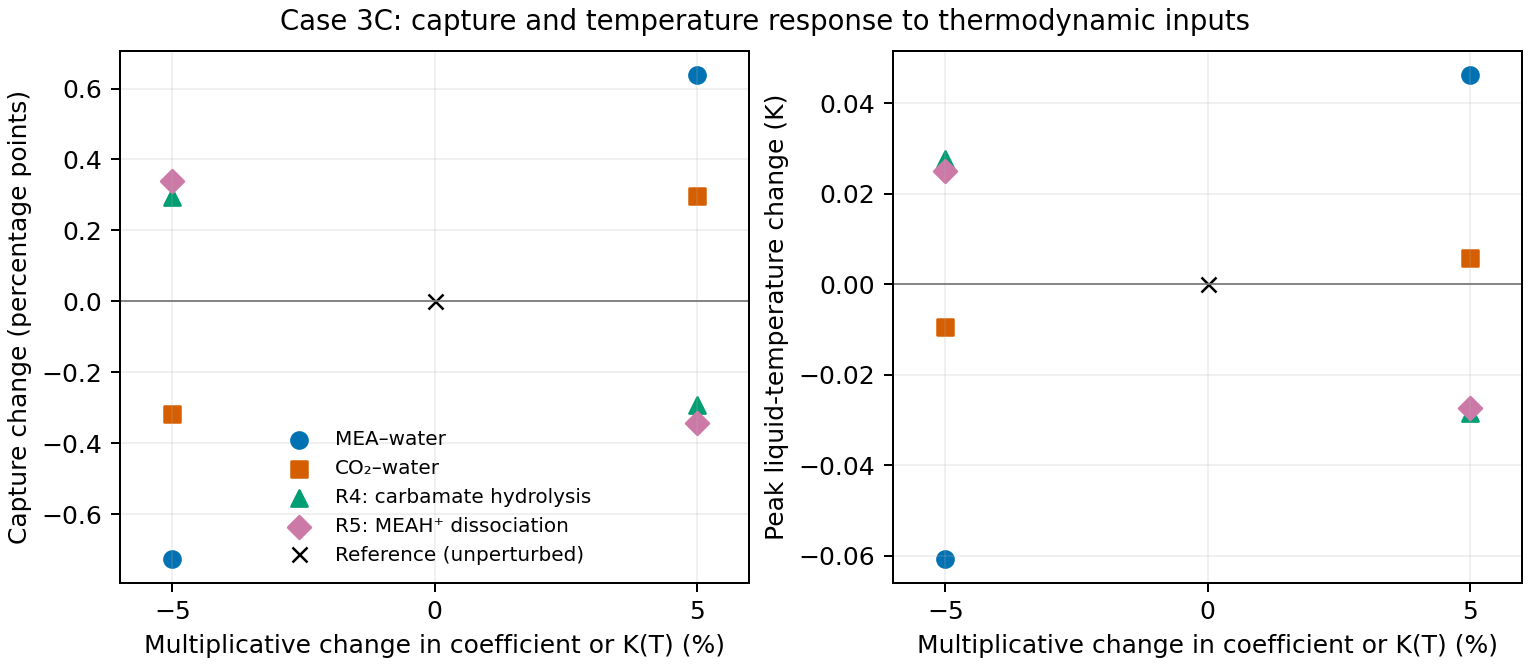 Case 3C: capture and temperature response to thermodynamic inputs
Capture change (percentage points)
0.6
0.4
0.2
0.0
−0.2
−0.4
−0.6
MEA–water
CO₂–water
R4: carbamate hydrolysis
R5: MEAH⁺ dissociation
Reference (unperturbed)
−5
0
5
Multiplicative change in coefficient or K(T) (%)
Peak liquid-temperature change (K)
0.04
0.02
0.00
−0.02
−0.04
−0.06
−5
0
5
Multiplicative change in coefficient or K(T) (%)